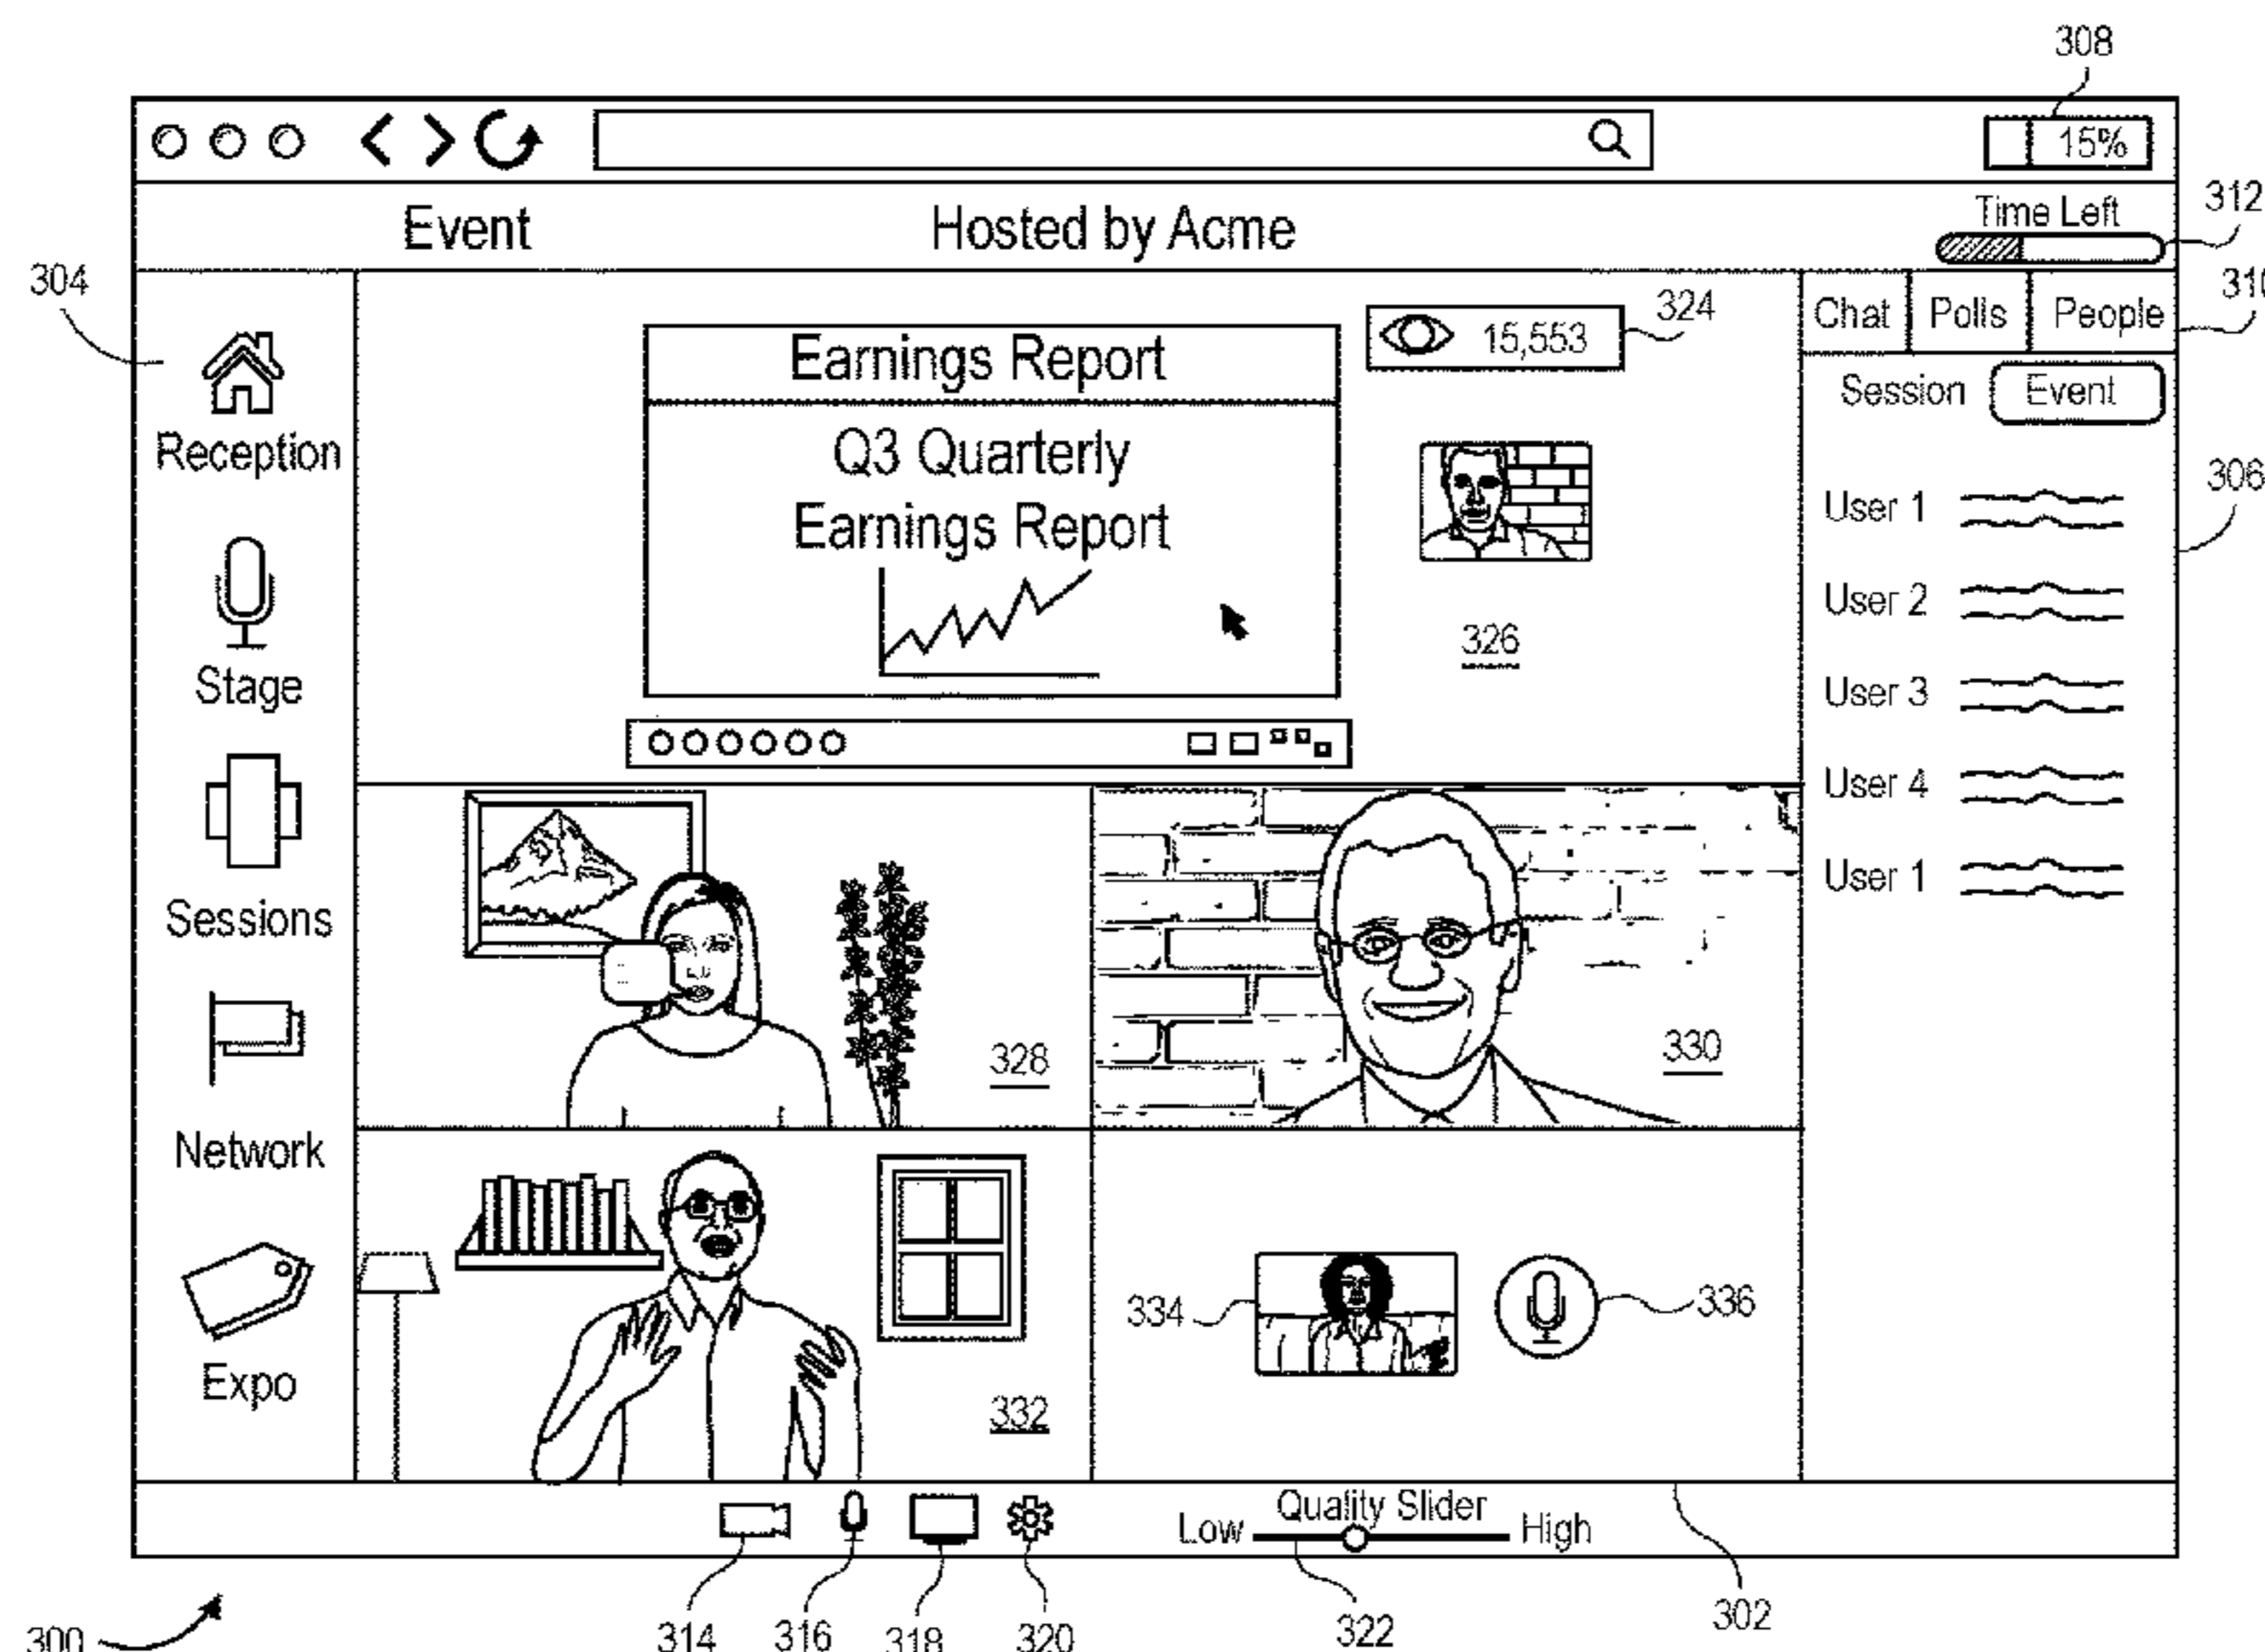 308
15%
312
Event
Hosted by Acme
Time Left
304
324
310
Chat
Polls
People
15,553
Earnings Report
Session
Event
Reception
Q3 Quarterly
Earnings Report
306
User 1
326
User 2
Stage
User 3
User 4
User 1
Sessions
328
330
Network
334
336
Expo
332
Quality Slider
Low
High
300
314
316
318
320
322
302